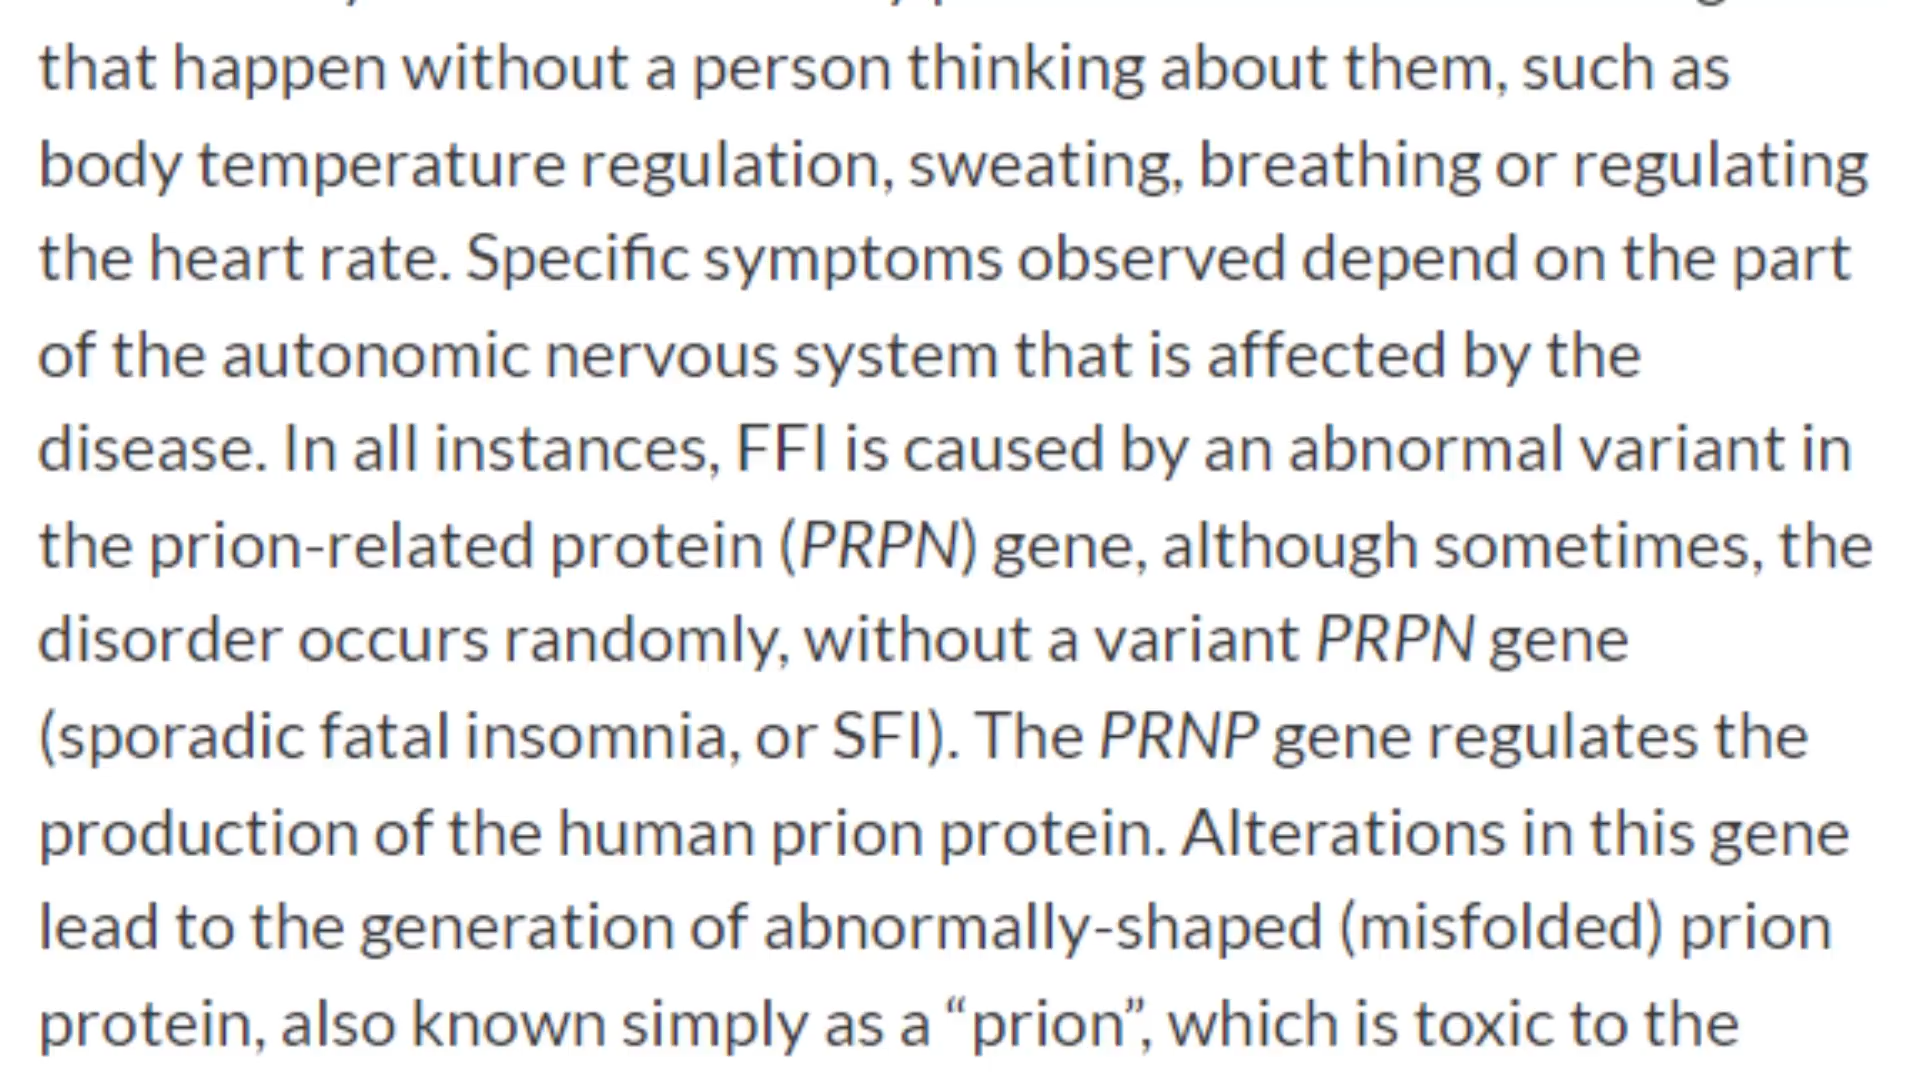 that happen without a person thinking about them, such as
body temperature regulation, sweating, breathing or regulating
the heart rate. Specific symptoms observed depend on the part
of the autonomic nervous system that is affected by the
disease. In all instances, FFI is caused by an abnormal variant in
the prion-related protein (PRPN) gene, although sometimes, the
disorder occurs randomly, without a variant PRPN gene
(sporadic fatal insomnia, or SFI). The PRNP gene regulates the
production of the human prion protein. Alterations in this gene
lead to the generation of abnormally-shaped (misfolded) prion
protein, also known simply as a “prion”, which is toxic to the